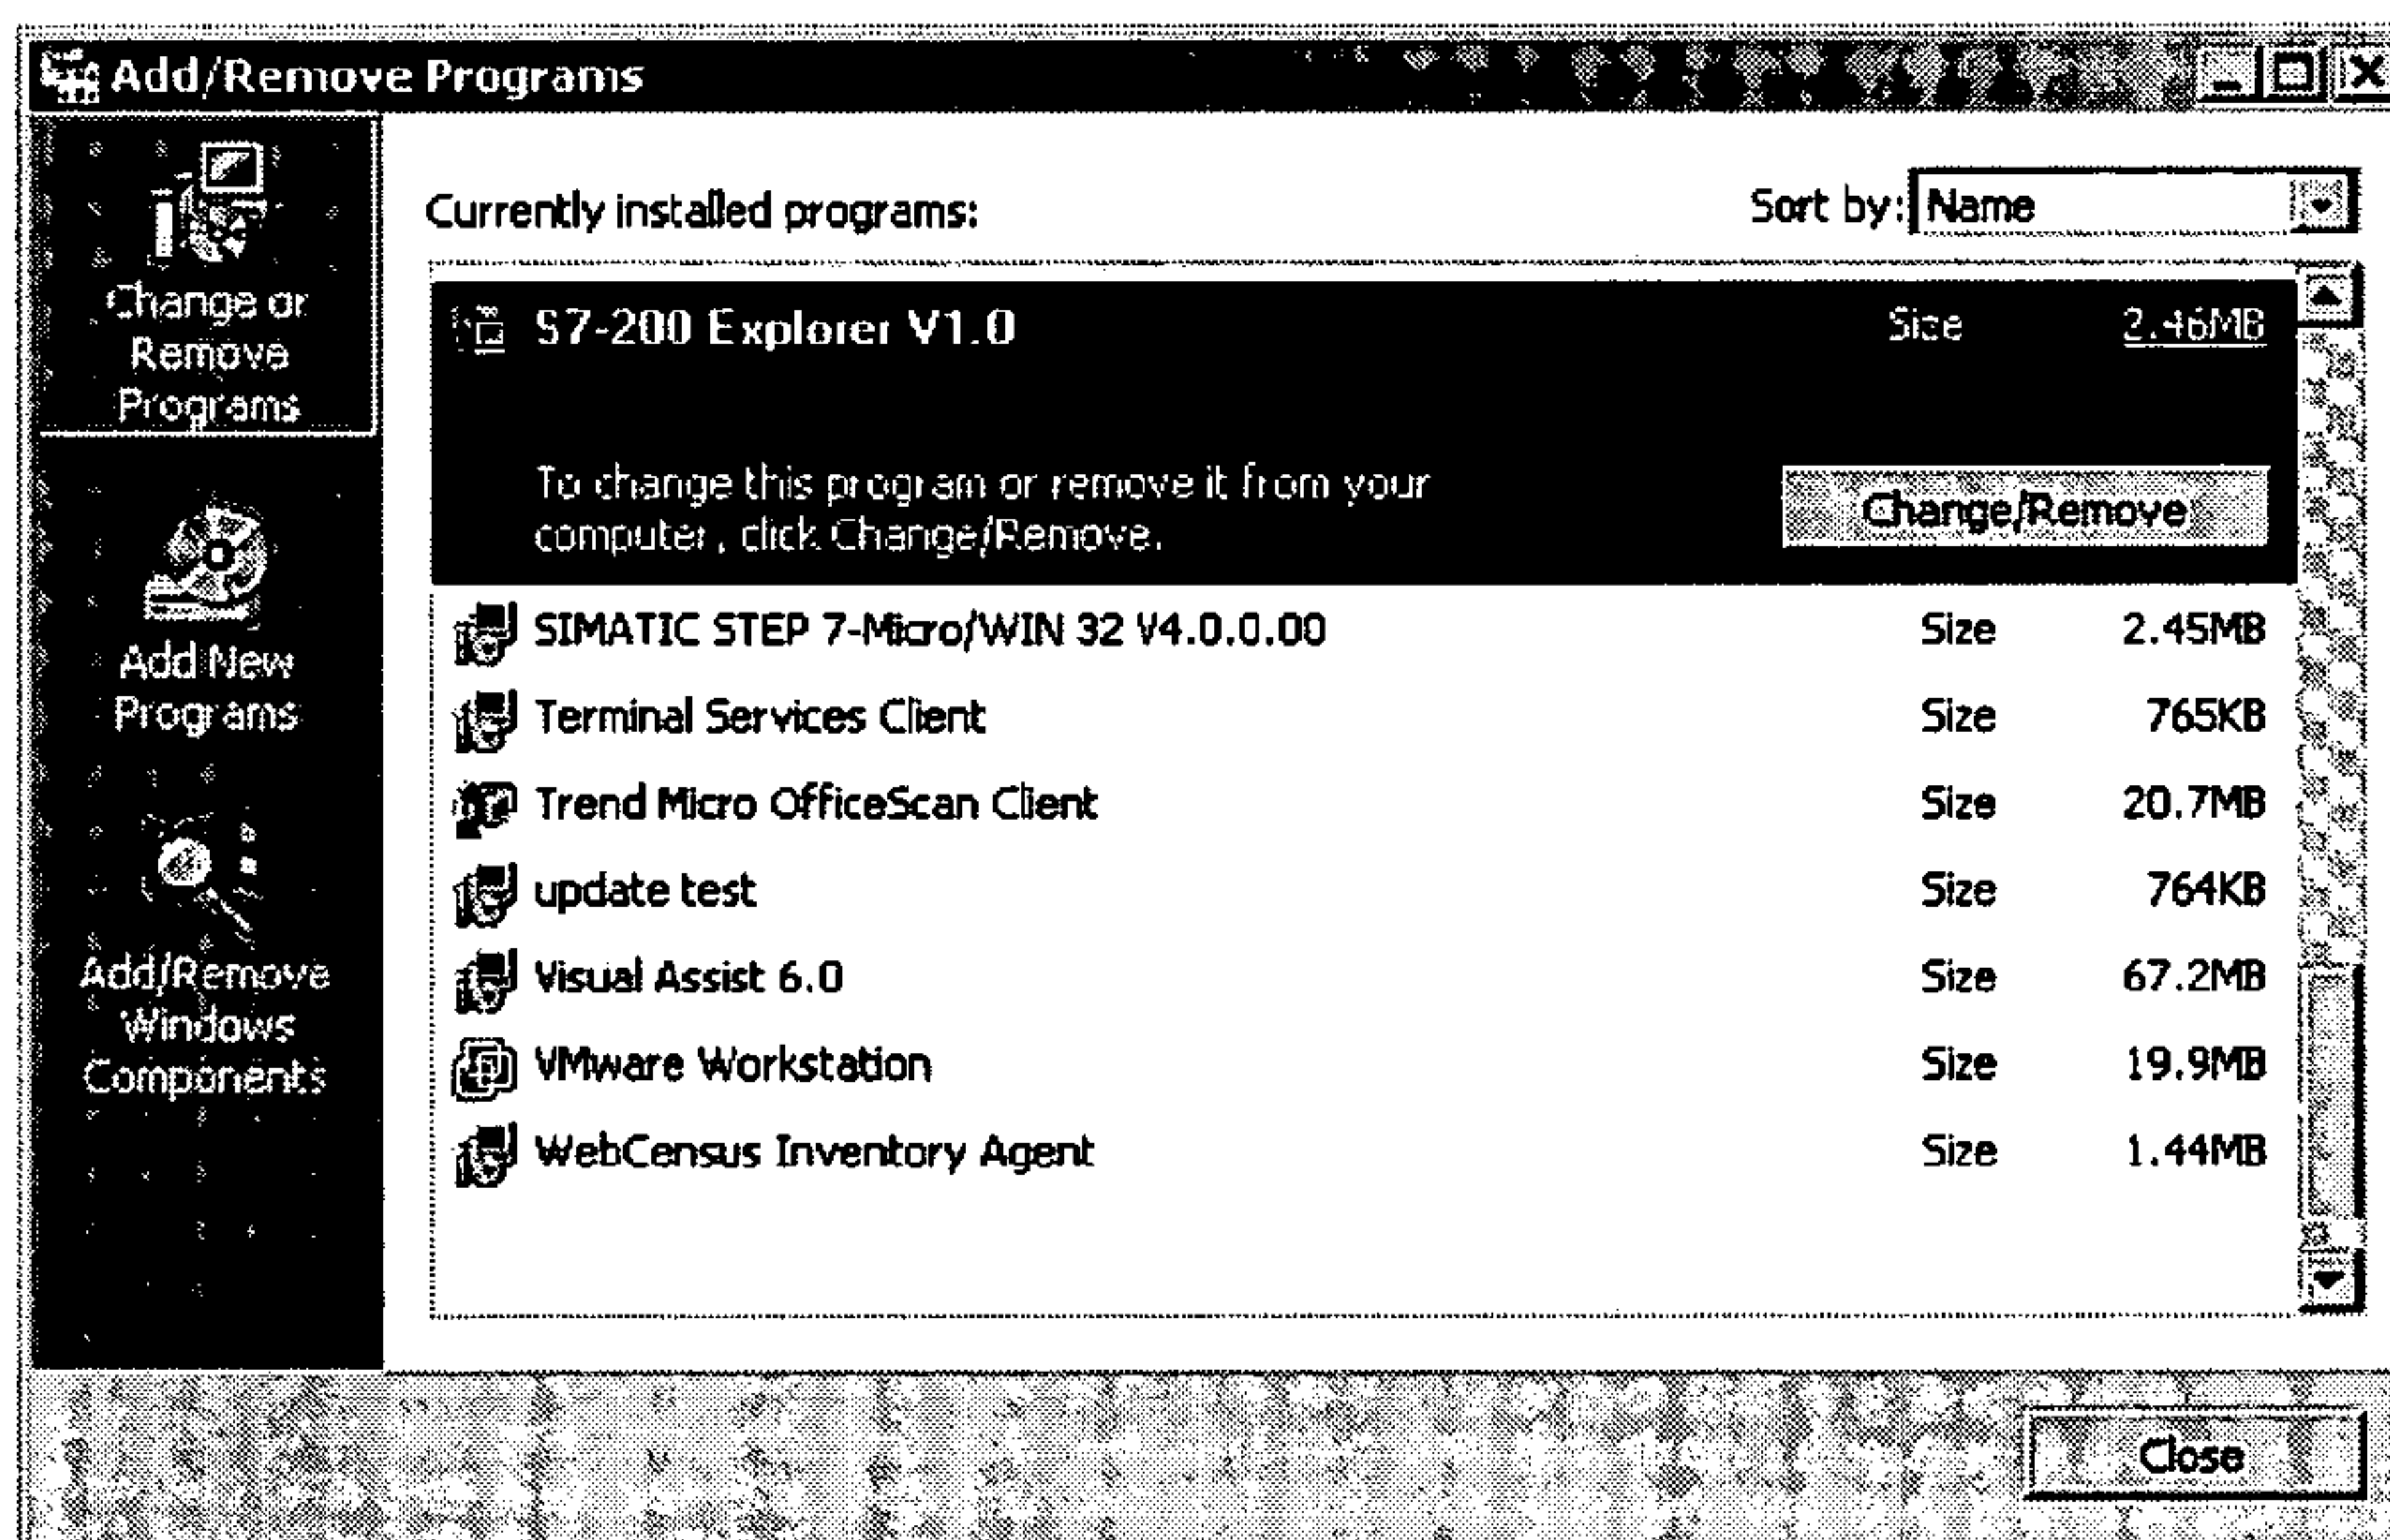 Add/Remove Programs
Change or
Remove
Programs
Add New
Programs
Add/Remove
Windows
Components
Currently installed programs:
Sort by: Name
S7-200 Explorer V1.0 Size 2.46MB
To change this program or remove it from your
computer, click Change/Remove.
Change/Remove
SIMATIC STEP 7-Micro/WIN 32 V4.0.0.00 Size 2.45MB
Terminal Services Client Size 765KB
Trend Micro OfficeScan Client Size 20.7MB
update test Size 764KB
Visual Assist 6.0 Size 67.2MB
VMware Workstation Size 19.9MB
WebCensus Inventory Agent Size 1.44MB
Close